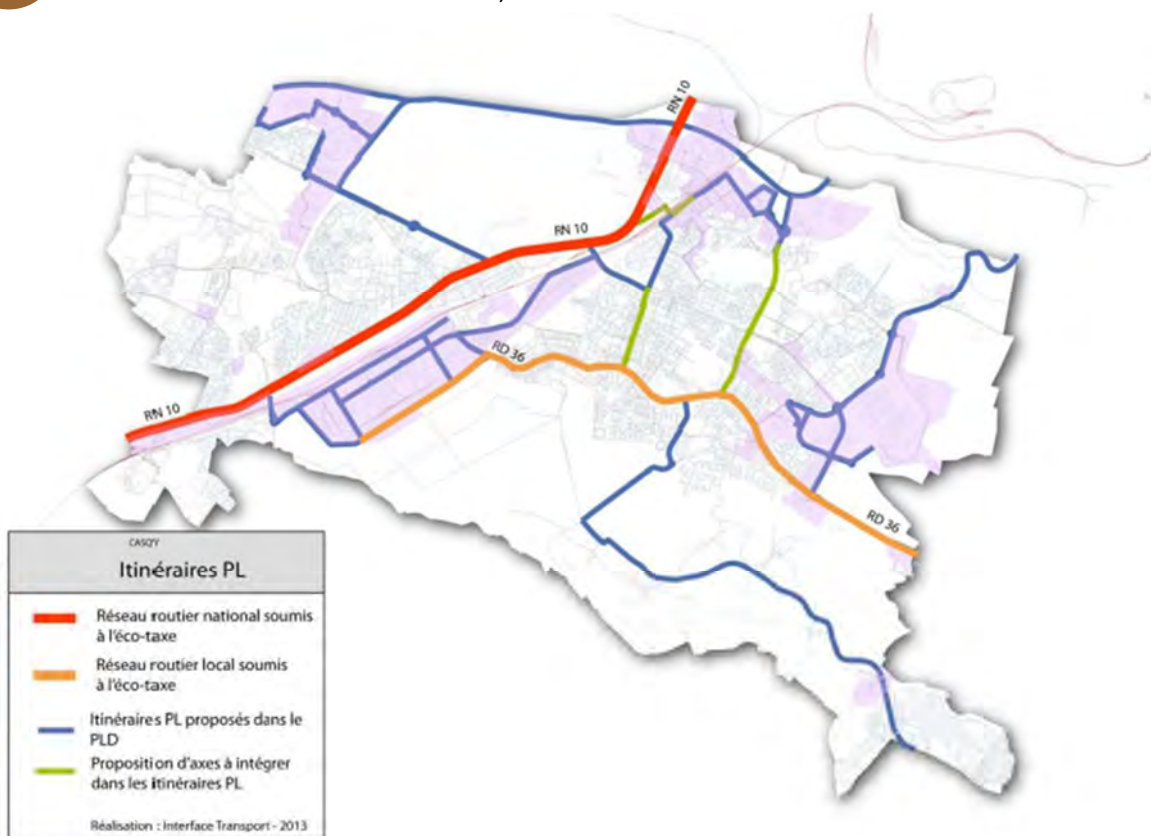 RN 10
RN 10
RD 36
RN 10
RD 36
CASQY
Itinéraires PL
Réseau routier national soumis
à l'éco-taxe
Réseau routier local soumis
à l'éco-taxe
Itinéraires PL proposés dans le
PLD
Proposition d'axes à intégrer
dans les itinéraires PL
Réalisation : Interface Transport - 2013